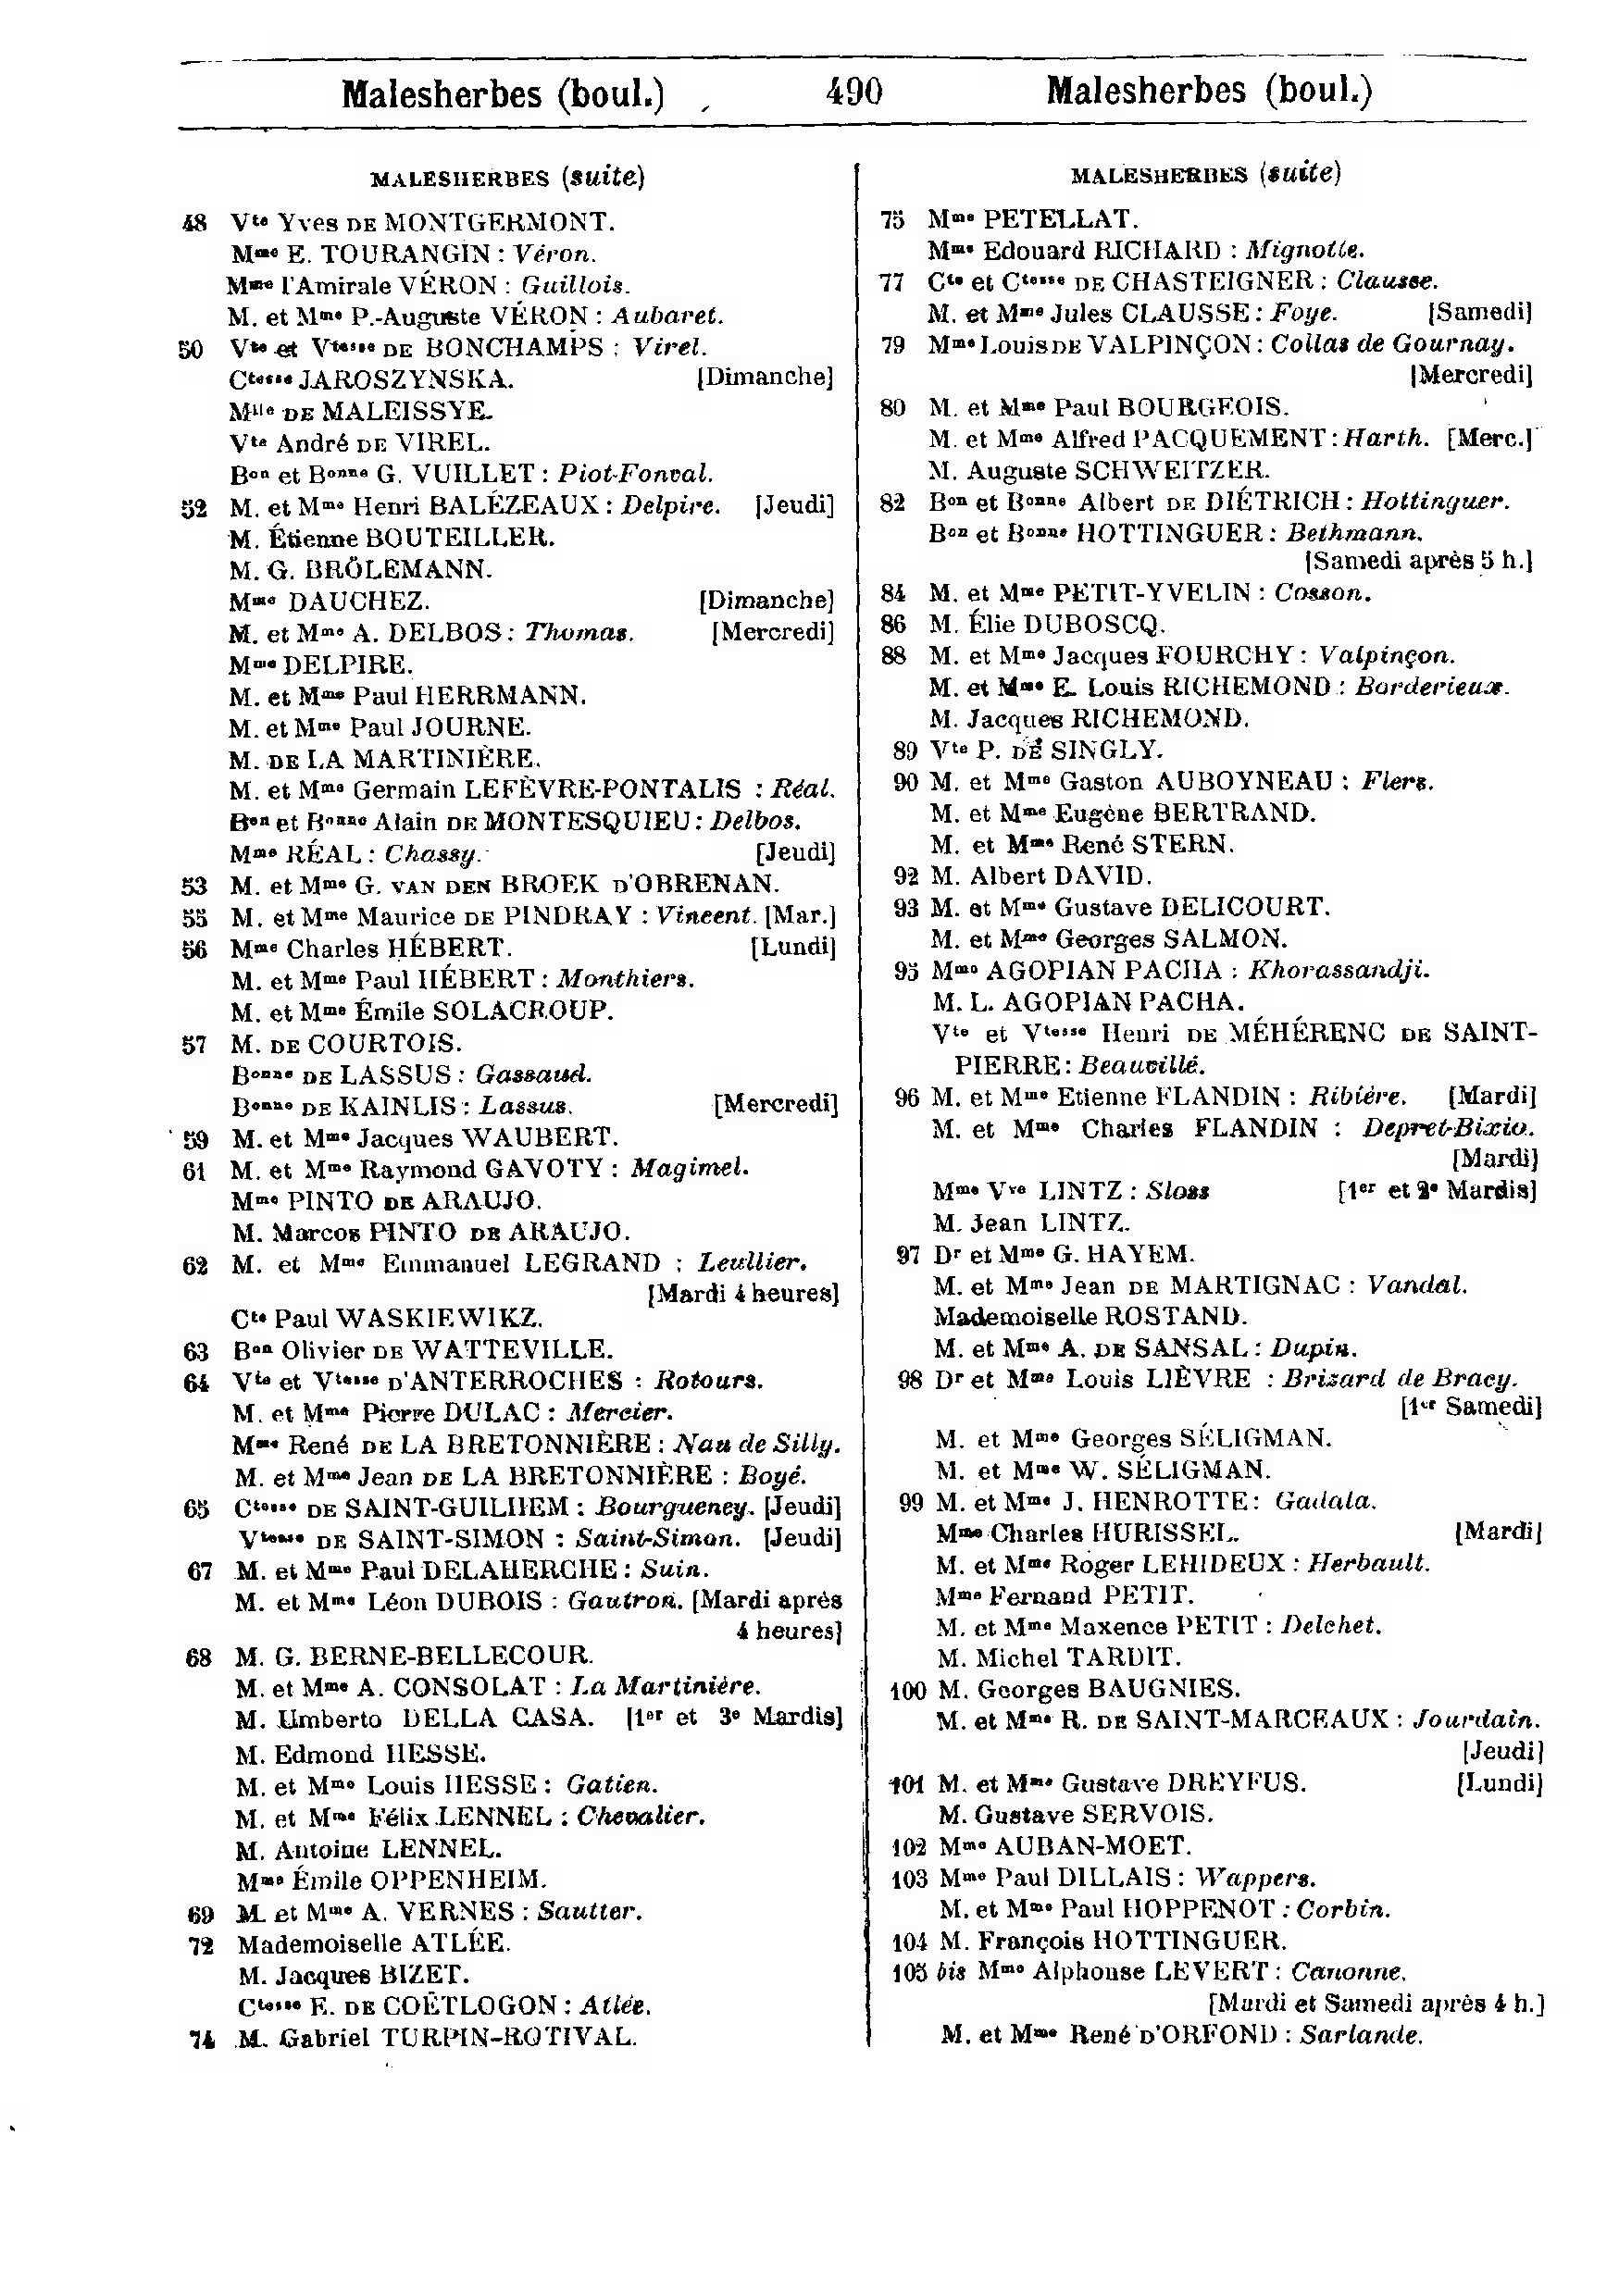 Malesherbes (boul.) 490 Malesherbes (boul.)
MALESHERBES (suite)
48 Vte Yves DE MONTGERMONT.
Mme E. TOURANGIN : Véron.
Mme l'Amirale VÉRON : Guillois.
M. et Mme P.-Auguste VÉRON : Aubaret.
50 Vte et Vtesse DE BONCHAMPS : Virel.
Ctesse JAROSZYNSKA. [Dimanche]
Mlle DE MALEISSYE.
Vte André DE VIREL.
Bon et Bonne G. VUILLET : Piot-Fonval.
52 M. et Mme Henri BALÉZEAUX : Delpire. [Jeudi]
M. Étienne BOUTEILLER.
M. G. BRÖLEMANN.
Mme DAUCHEZ. [Dimanche]
M. et Mme A. DELBOS : Thomas. [Mercredi]
Mme DELPIRE.
M. et Mme Paul HERRMANN.
M. et Mme Paul JOURNE.
M. DE LA MARTINIÈRE.
M. et Mme Germain LEFÈVRE-PONTALIS : Réal.
Bon et Bonne Alain DE MONTESQUIEU : Delbos.
Mme RÉAL : Chassy. [Jeudi]
53 M. et Mme G. VAN DEN BROEK D'OBRENAN.
55 M. et Mme Maurice DE PINDRAY : Vincent. [Mar.]
56 Mme Charles HÉBERT. [Lundi]
M. et Mme Paul HÉBERT : Monthiers.
M. et Mme Émile SOLACROUP.
57 M. DE COURTOIS.
Bonne DE LASSUS : Gassaud.
Bonne DE KAINLIS : Lassus. [Mercredi]
59 M. et Mme Jacques WAUBERT.
61 M. et Mme Raymond GAVOTY : Magimel.
Mme PINTO DE ARAUJO.
M. Marcos PINTO DE ARAUJO.
62 M. et Mme Emmanuel LEGRAND : Leullier.
[Mardi 4 heures]
Cte Paul WASKIEWIKZ.
63 Bon Olivier DE WATTEVILLE.
64 Vte et Vtesse D'ANTERROCHES : Rotours.
M. et Mme Pierre DULAC : Mercier.
Mme René DE LA BRETONNIÈRE : Nau de Silly.
M. et Mme Jean DE LA BRETONNIÈRE : Boyé.
65 Ctesse DE SAINT-GUILHEM : Bourgueney. [Jeudi]
Vtesse DE SAINT-SIMON : Saint-Simon. [Jeudi]
67 M. et Mme Paul DELAHERCHE : Suin.
M. et Mme Léon DUBOIS : Gautron. [Mardi après
4 heures]
68 M. G. BERNE-BELLECOUR.
M. et Mme A. CONSOLAT : La Martinière.
M. Umberto DELLA CASA. [1er et 3e Mardis]
M. Edmond HESSE.
M. et Mme Louis HESSE : Gatien.
M. et Mme Félix LENNEL : Chevalier.
M. Antoine LENNEL.
Mme Émile OPPENHEIM.
69 M. et Mme A. VERNES : Sautter.
72 Mademoiselle ATLÉE.
M. Jacques BIZET.
Ctesse E. DE COËTLOGON : Atlée.
74 M. Gabriel TURPIN-ROTIVAL.
MALESHERBES (suite)
75 Mme PETELLAT.
Mme Edouard RICHARD : Mignotte.
77 Cte et Ctesse DE CHASTEIGNER : Clausse.
M. et Mme Jules CLAUSSE : Foye. [Samedi]
79 Mme Louis DE VALPINÇON : Collas de Gournay.
[Mercredi]
80 M. et Mme Paul BOURGEOIS.
M. et Mme Alfred PACQUEMENT : Harth. [Merc.]
M. Auguste SCHWEITZER.
82 Bon et Bonne Albert DE DIÉTRICH : Hottinguer.
Bon et Bonne HOTTINGUER : Bethmann.
[Samedi après 5 h.]
84 M. et Mme PETIT-YVELIN : Cosson.
86 M. Élie DUBOSCQ.
88 M. et Mme Jacques FOURCHY : Valpinçon.
M. et Mme E. Louis RICHEMOND : Borderieux.
M. Jacques RICHEMOND.
89 Vte P. DE SINGLY.
90 M. et Mme Gaston AUBOYNEAU : Flers.
M. et Mme Eugène BERTRAND.
M. et Mme René STERN.
92 M. Albert DAVID.
93 M. et Mme Gustave DELICOURT.
M. et Mme Georges SALMON.
95 Mme AGOPIAN PACHA : Khorassandji.
M. L. AGOPIAN PACHA.
Vte et Vtesse Henri DE MÉHÉRENC DE SAINT-
PIERRE : Beauvillé.
96 M. et Mme Etienne FLANDIN : Ribière. [Mardi]
M. et Mme Charles FLANDIN : Depret-Bixio.
[Mardi]
Mme Vve LINTZ : Sloss [1er et 2e Mardis]
M. Jean LINTZ.
97 Dr et Mme G. HAYEM.
M. et Mme Jean DE MARTIGNAC : Vandal.
Mademoiselle ROSTAND.
M. et Mme A. DE SANSAL : Dupin.
98 Dr et Mme Louis LIÈVRE : Brizard de Bracy.
[1er Samedi]
M. et Mme Georges SÉLIGMAN.
M. et Mme W. SÉLIGMAN.
99 M. et Mme J. HENROTTE : Gadala.
Mme Charles HURISSEL. [Mardi]
M. et Mme Roger LEHIDEUX : Herbault.
Mme Fernand PETIT.
M. et Mme Maxence PETIT : Delchet.
M. Michel TARDIT.
100 M. Georges BAUGNIES.
M. et Mme R. DE SAINT-MARCEAUX : Jourdain.
[Jeudi]
101 M. et Mme Gustave DREYFUS. [Lundi]
M. Gustave SERVOIS.
102 Mme AUBAN-MOET.
103 Mme Paul DILLAIS : Wappers.
M. et Mme Paul HOPPENOT : Corbin.
104 M. François HOTTINGUER.
105 bis Mme Alphonse LEVERT : Canonne.
[Mardi et Samedi après 4 h.]
M. et Mme René D'ORFOND : Sarlande.